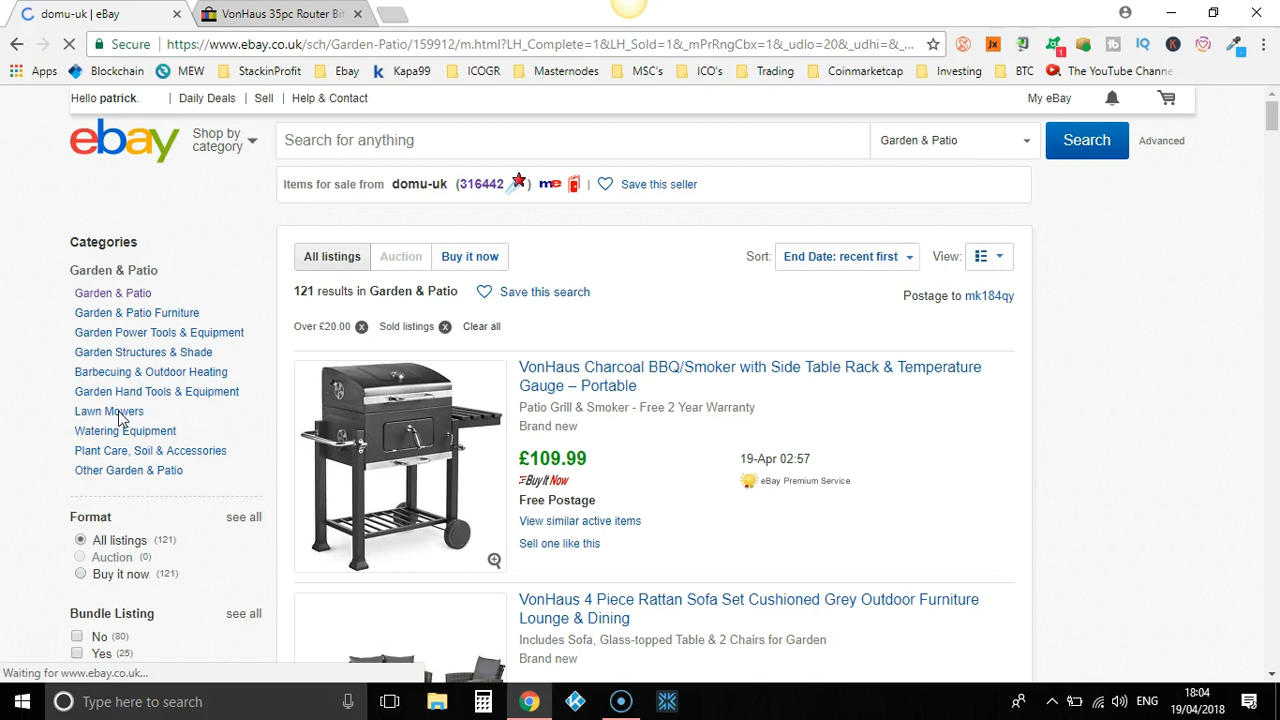 domu-uk | eBay
VonHaus 35pc Router Bit
Secure
https://www.ebay.co.uk/sch/Garden-Patio/159912/m.html?LH_Complete=1&LH_Sold=1&_mPrRngCbx=1&_udlo=20&_udhi=&_...
Apps
Blockchain
MEW
StackinProfit
Ebay
Kapa99
ICOGR
Masternodes
MSC's
ICO's
Trading
Coinmarketcap
Investing
BTC
The YouTube Channe
Hello patrick.
Daily Deals
Sell
Help & Contact
My eBay
ebay
Shop by category
Search for anything
Garden & Patio
Search
Advanced
Items for sale from domu-uk (316442 ) me
Save this seller
Categories
Garden & Patio
Garden & Patio
Garden & Patio Furniture
Garden Power Tools & Equipment
Garden Structures & Shade
Barbecuing & Outdoor Heating
Garden Hand Tools & Equipment
Lawn Mowers
Watering Equipment
Plant Care, Soil & Accessories
Other Garden & Patio
Format
see all
All listings (121)
Auction (0)
Buy it now (121)
Bundle Listing
see all
No (80)
Yes (25)
All listings
Auction
Buy it now
Sort:
End Date: recent first
View:
121 results in Garden & Patio
Save this search
Postage to mk184qy
Over £20.00
Sold listings
Clear all
VonHaus Charcoal BBQ/Smoker with Side Table Rack & Temperature
Gauge – Portable
Patio Grill & Smoker - Free 2 Year Warranty
Brand new
£109.99
19-Apr 02:57
Buy It Now
eBay Premium Service
Free Postage
View similar active items
Sell one like this
VonHaus 4 Piece Rattan Sofa Set Cushioned Grey Outdoor Furniture
Lounge & Dining
Includes Sofa, Glass-topped Table & 2 Chairs for Garden
Brand new
Waiting for www.ebay.co.uk...
Type here to search
ENG
18:04
19/04/2018